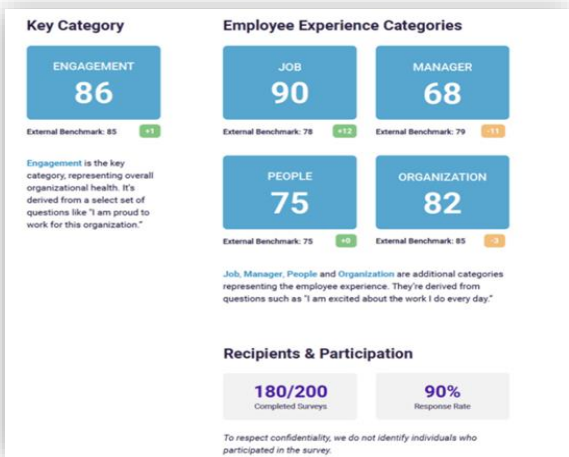 Key Category
ENGAGEMENT
86
External Benchmark: 85 +1
Engagement is the key
category, representing overall
organizational health. It's
derived from a select set of
questions like "I am proud to
work for this organization."
Employee Experience Categories
JOB
90
External Benchmark: 78 +12
MANAGER
68
External Benchmark: 79 -11
PEOPLE
75
External Benchmark: 75 +0
ORGANIZATION
82
External Benchmark: 85 -3
Job, Manager, People and Organization are additional categories
representing the employee experience. They're derived from
questions such as "I am excited about the work I do every day."
Recipients & Participation
180/200
Completed Surveys
90%
Response Rate
To respect confidentiality, we do not identify individuals who
participated in the survey.